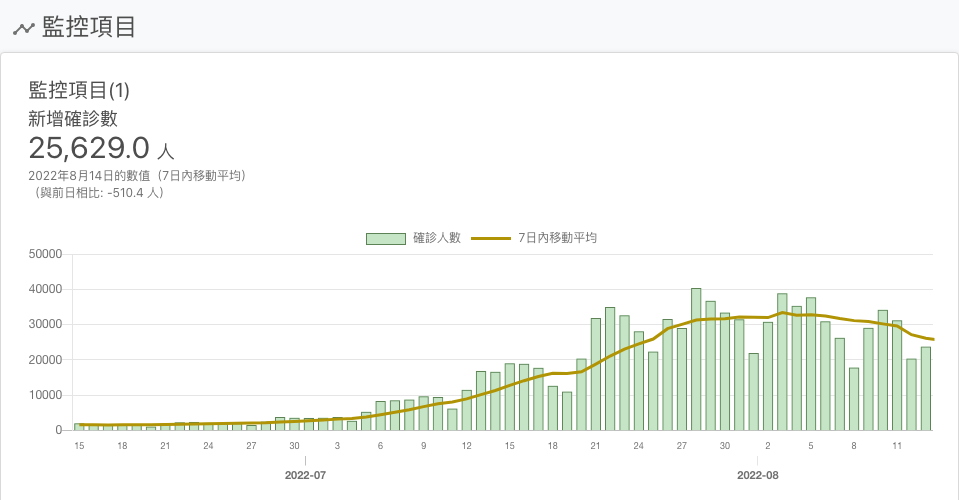 監控項目
監控項目(1)
新增確診數
25,629.0 人
2022年8月14日的數值（7日內移動平均）
（與前日相比: -510.4 人）
確診人數 7日內移動平均
50000
40000
30000
20000
10000
0
15 18 21 24 27 30 3 6 9 12 15 18 21 24 27 30 2 5 8 11
2022-07 2022-08